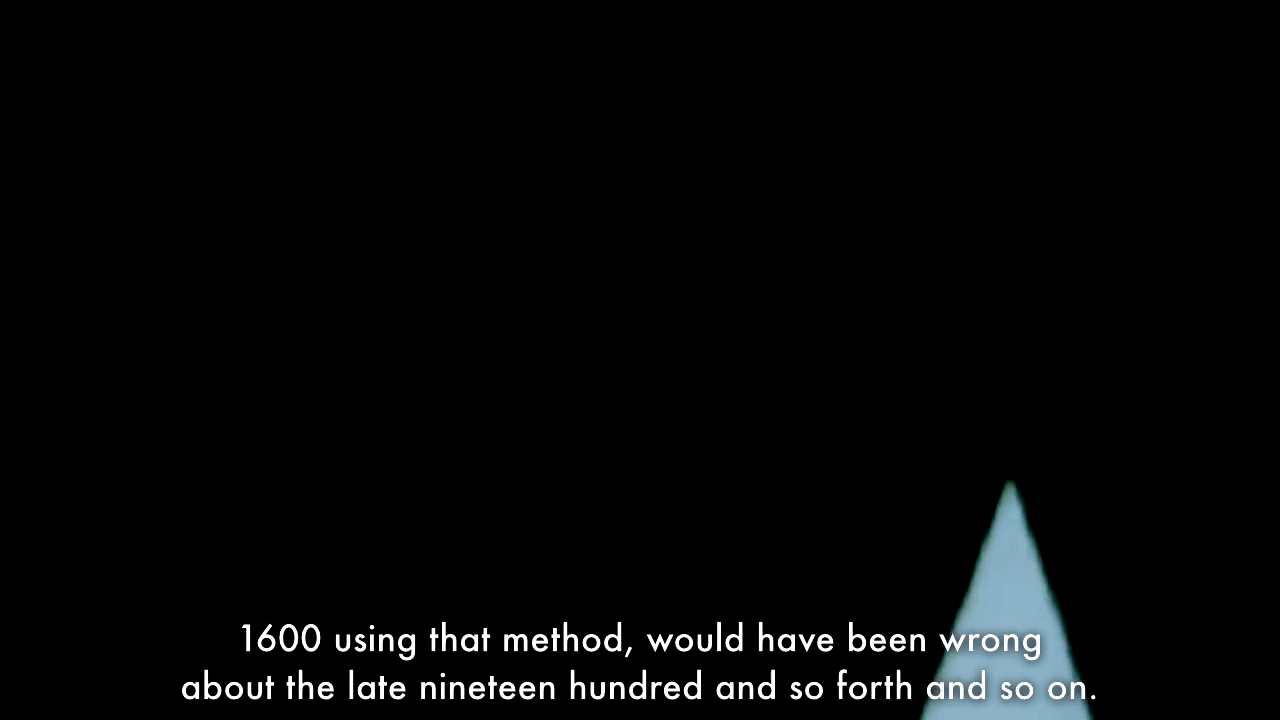 1600 using that method, would have been wrong
about the late nineteen hundred and so forth and so on.